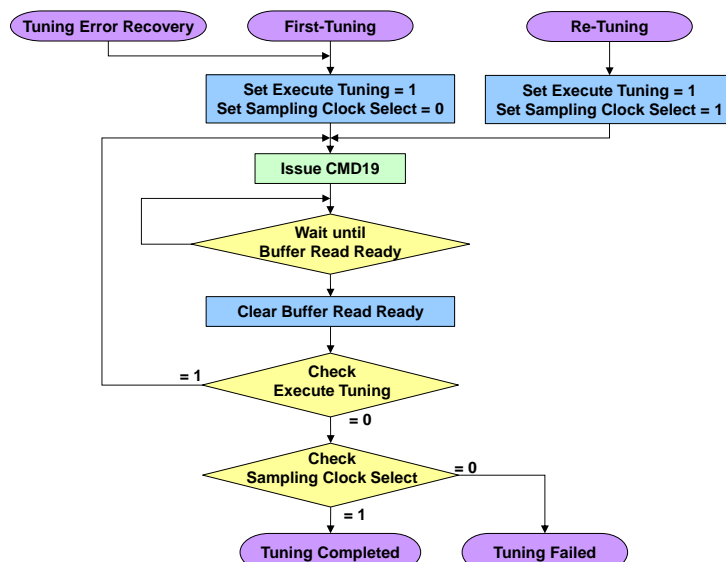 Tuning Error Recovery
First-Tuning
Re-Tuning
Set Execute Tuning = 1
Set Sampling Clock Select = 0
Set Execute Tuning = 1
Set Sampling Clock Select = 1
Issue CMD19
Wait until
Buffer Read Ready
Clear Buffer Read Ready
Check
Execute Tuning
= 1
= 0
Check
Sampling Clock Select
= 0
= 1
Tuning Completed
Tuning Failed